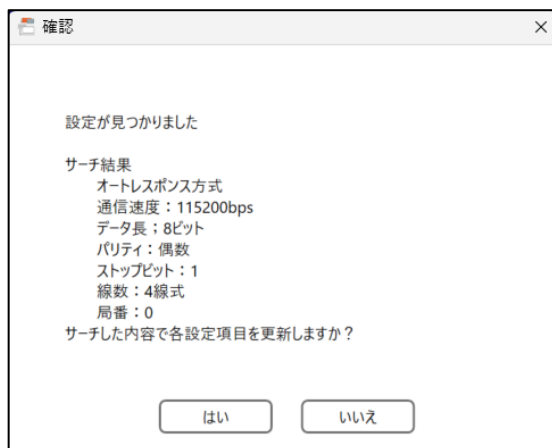 確認
設定が見つかりました
サーチ結果
オートレスポンス方式
通信速度：115200bps
データ長；8ビット
パリティ：偶数
ストップビット：1
線数：4線式
局番：0
サーチした内容で各設定項目を更新しますか？
はい
いいえ